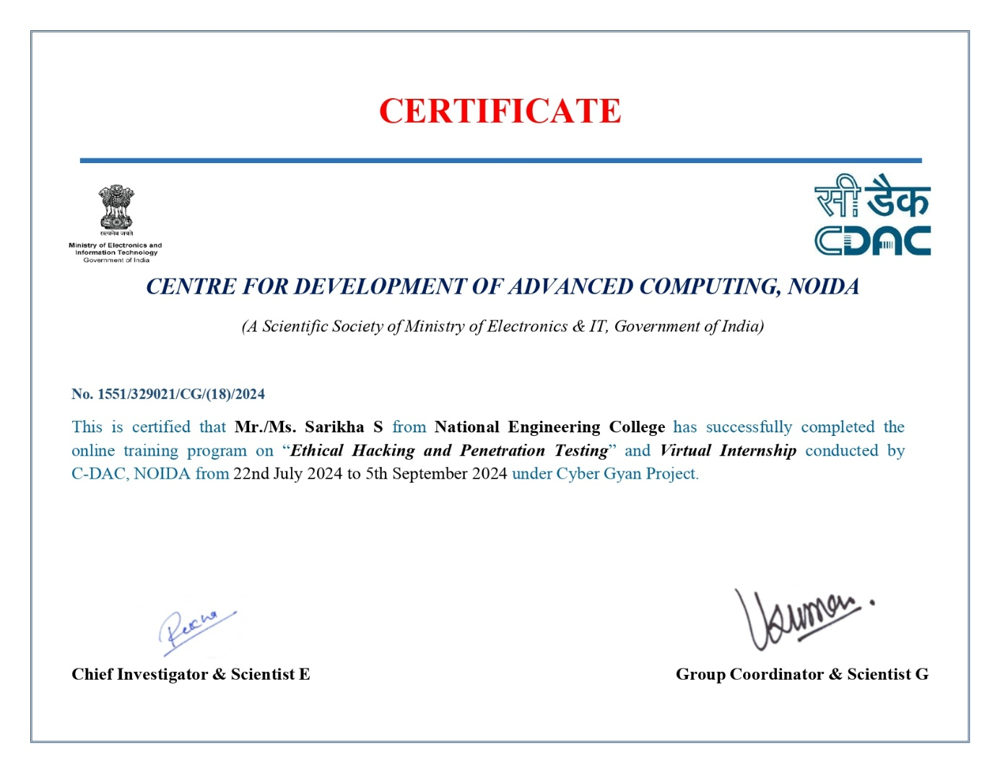 CERTIFICATE
सत्यमेव जयते
Ministry of Electronics and
Information Technology
Government of India
सी डैक
CDAC
CENTRE FOR DEVELOPMENT OF ADVANCED COMPUTING, NOIDA
(A Scientific Society of Ministry of Electronics & IT, Government of India)
No. 1551/329021/CG/(18)/2024
This is certified that Mr./Ms. Sarikha S from National Engineering College has successfully completed the
online training program on “Ethical Hacking and Penetration Testing” and Virtual Internship conducted by
C-DAC, NOIDA from 22nd July 2024 to 5th September 2024 under Cyber Gyan Project.
Rekha
Chief Investigator & Scientist E
Group Coordinator & Scientist G